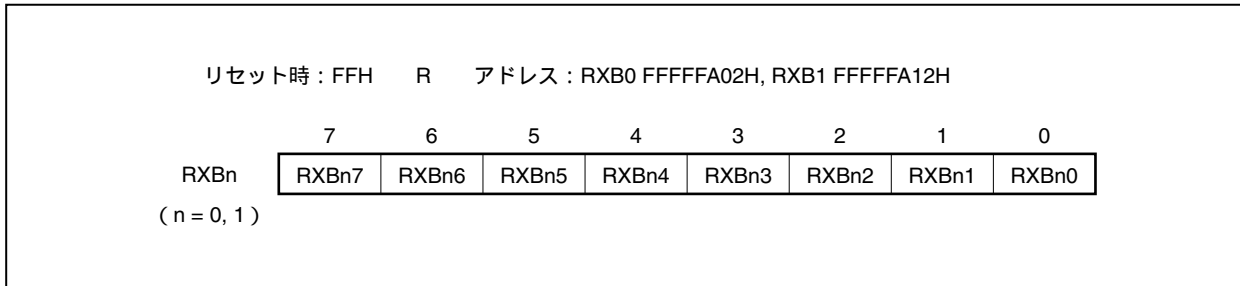 リセット時：FFH R アドレス：RXB0 FFFFFA02H, RXB1 FFFFFA12H
7 6 5 4 3 2 1 0
RXBn RXBn7 RXBn6 RXBn5 RXBn4 RXBn3 RXBn2 RXBn1 RXBn0
（n = 0, 1）